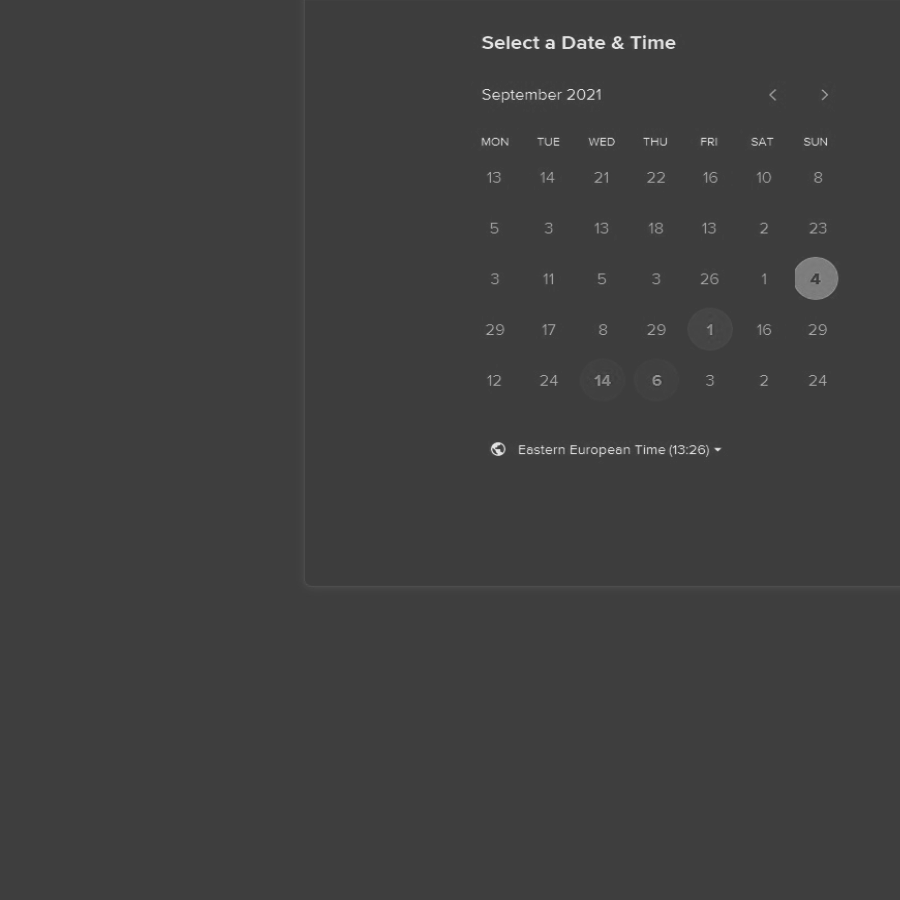 Select a Date & Time
September 2021
MON TUE WED THU FRI SAT SUN
13 14 21 22 16 10 8
5 3 13 18 13 2 23
3 11 5 3 26 1 4
29 17 8 29 1 16 29
12 24 14 6 3 2 24
Eastern European Time (13:26)